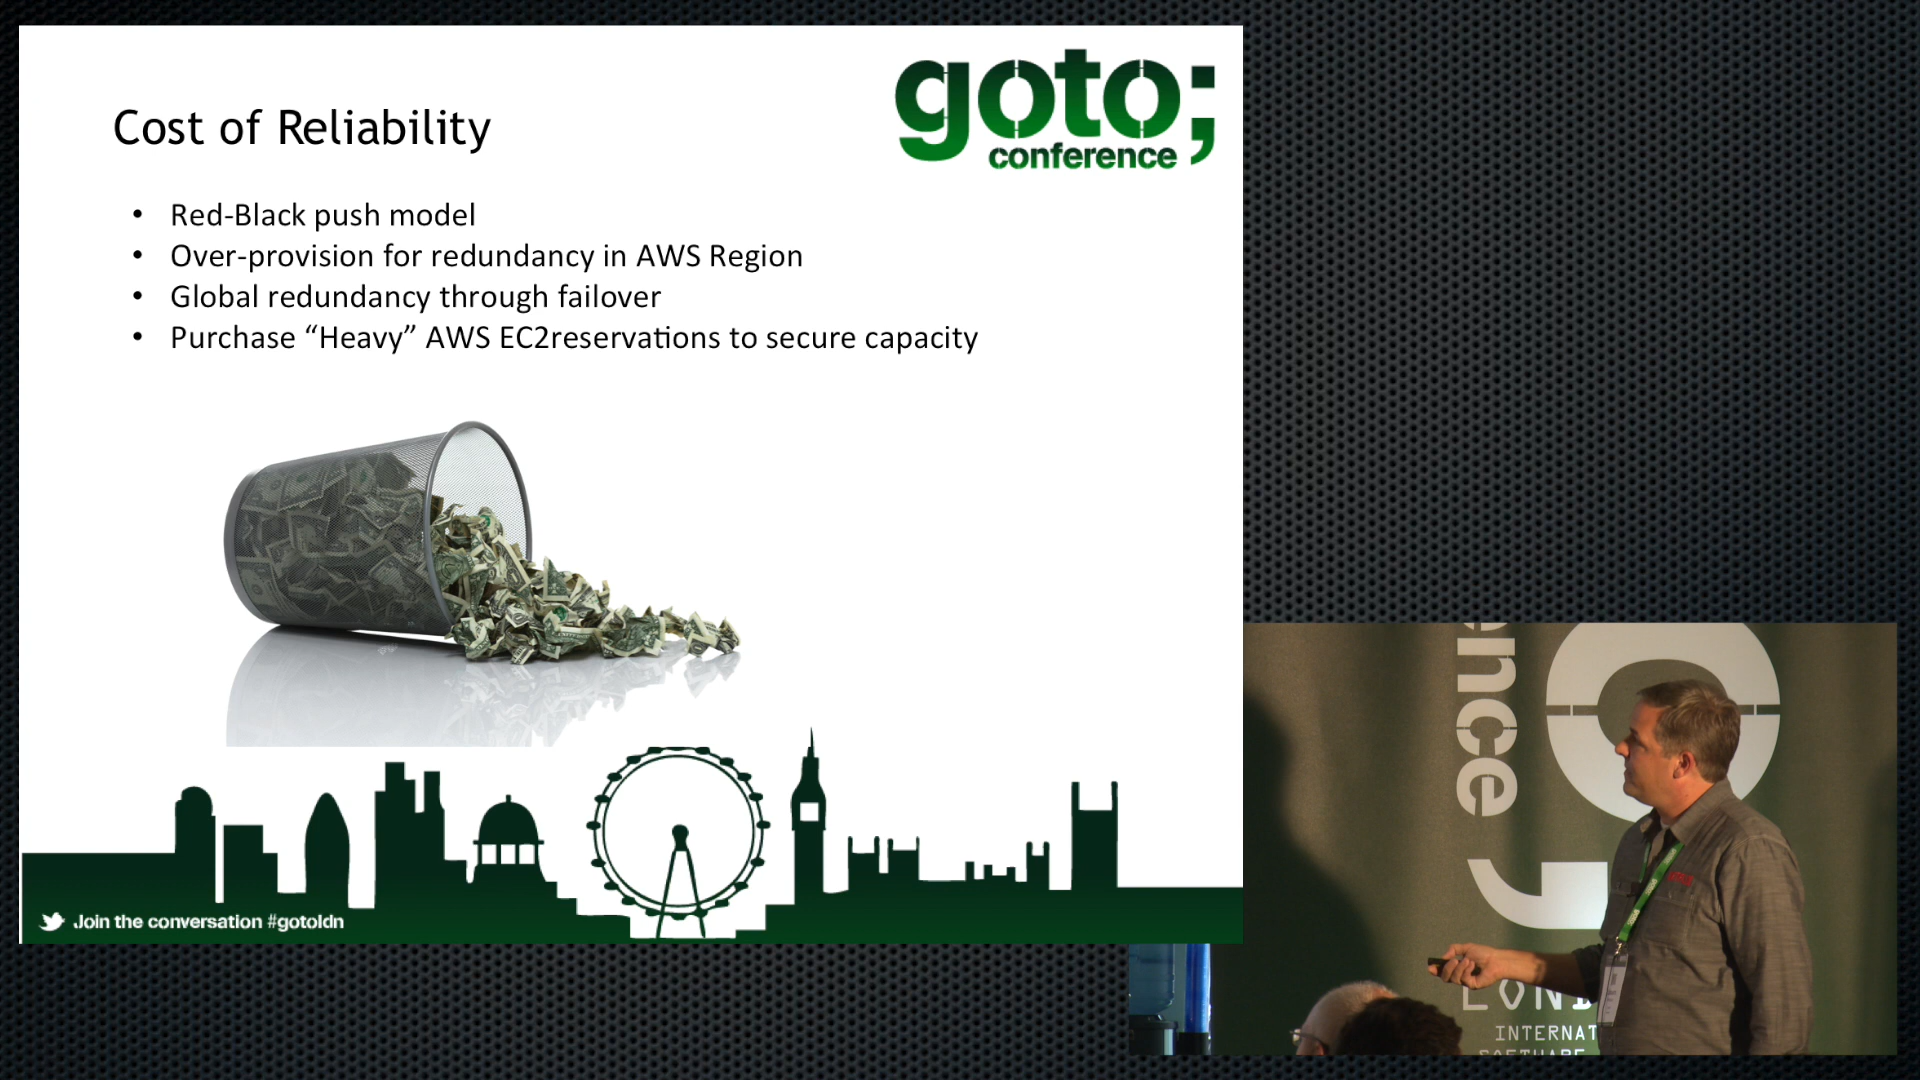 goto;
conference
Cost of Reliability
• Red-Black push model
• Over-provision for redundancy in AWS Region
• Global redundancy through failover
• Purchase “Heavy” AWS EC2reservations to secure capacity
Join the conversation #gotoldn
ence
INTERNAT